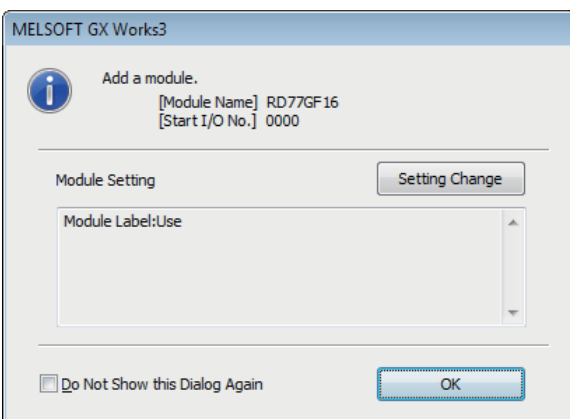 MELSOFT GX Works3
Add a module.
[Module Name] RD77GF16
[Start I/O No.] 0000
Module Setting
Setting Change
Module Label:Use
Do Not Show this Dialog Again
OK